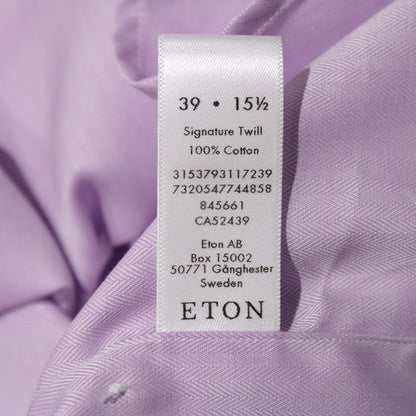 39 • 15½
Signature Twill
100% Cotton
3153793117239
7320547744858
845661
CA52439
Eton AB
Box 15002
50771 Gånghester
Sweden
ETON